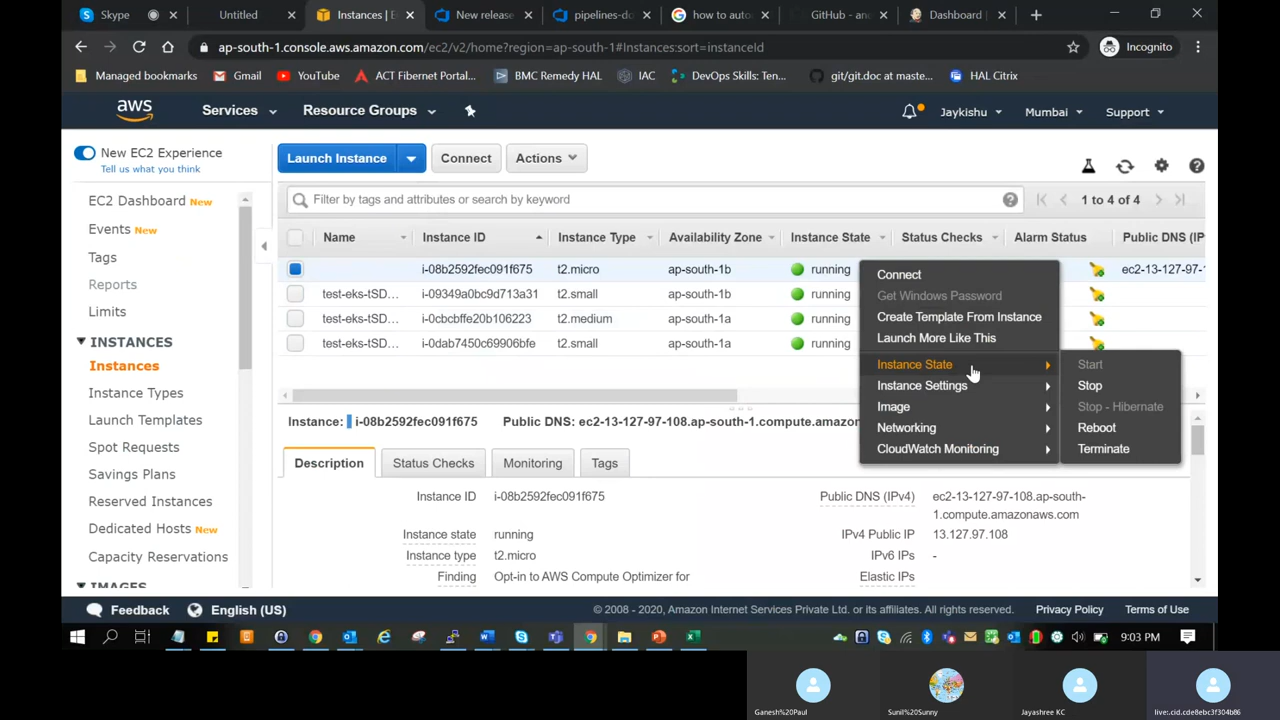 Skype
Untitled
Instances | E
New release
pipelines-do
how to auto
GitHub - an
Dashboard |
ap-south-1.console.aws.amazon.com/ec2/v2/home?region=ap-south-1#Instances:sort=instanceId
Incognito
Managed bookmarks
Gmail
YouTube
ACT Fibernet Portal...
BMC Remedy HAL
IAC
DevOps Skills: Ten...
git/git.doc at maste...
HAL Citrix
aws
Services
Resource Groups
Jaykishu
Mumbai
Support
New EC2 Experience
Tell us what you think
Launch Instance
Connect
Actions
EC2 Dashboard New
Events New
Tags
Reports
Limits
INSTANCES
Instances
Instance Types
Launch Templates
Spot Requests
Savings Plans
Reserved Instances
Dedicated Hosts New
Capacity Reservations
IMAGES
Filter by tags and attributes or search by keyword
1 to 4 of 4
Name Instance ID Instance Type Availability Zone Instance State Status Checks Alarm Status Public DNS (IP
i-08b2592fec091f675 t2.micro ap-south-1b running ec2-13-127-97-1
test-eks-tSD... i-09349a0bc9d713a31 t2.small ap-south-1b running
test-eks-tSD... i-0cbcbffe20b106223 t2.medium ap-south-1a running
test-eks-tSD... i-0dab7450c69906bfe t2.small ap-south-1a running
Connect
Get Windows Password
Create Template From Instance
Launch More Like This
Instance State
Instance Settings
Image
Networking
CloudWatch Monitoring
Start
Stop
Stop - Hibernate
Reboot
Terminate
Instance: i-08b2592fec091f675 Public DNS: ec2-13-127-97-108.ap-south-1.compute.amazon
Description
Status Checks
Monitoring
Tags
Instance ID i-08b2592fec091f675
Instance state running
Instance type t2.micro
Finding Opt-in to AWS Compute Optimizer for
Public DNS (IPv4) ec2-13-127-97-108.ap-south-
1.compute.amazonaws.com
IPv4 Public IP 13.127.97.108
IPv6 IPs -
Elastic IPs
Feedback
English (US)
© 2008 - 2020, Amazon Internet Services Private Ltd. or its affiliates. All rights reserved.
Privacy Policy
Terms of Use
9:03 PM
Ganesh%20Paul
Sunil%20Sunny
Jayashree KC
live:.cid.cde8ebc3f304b86